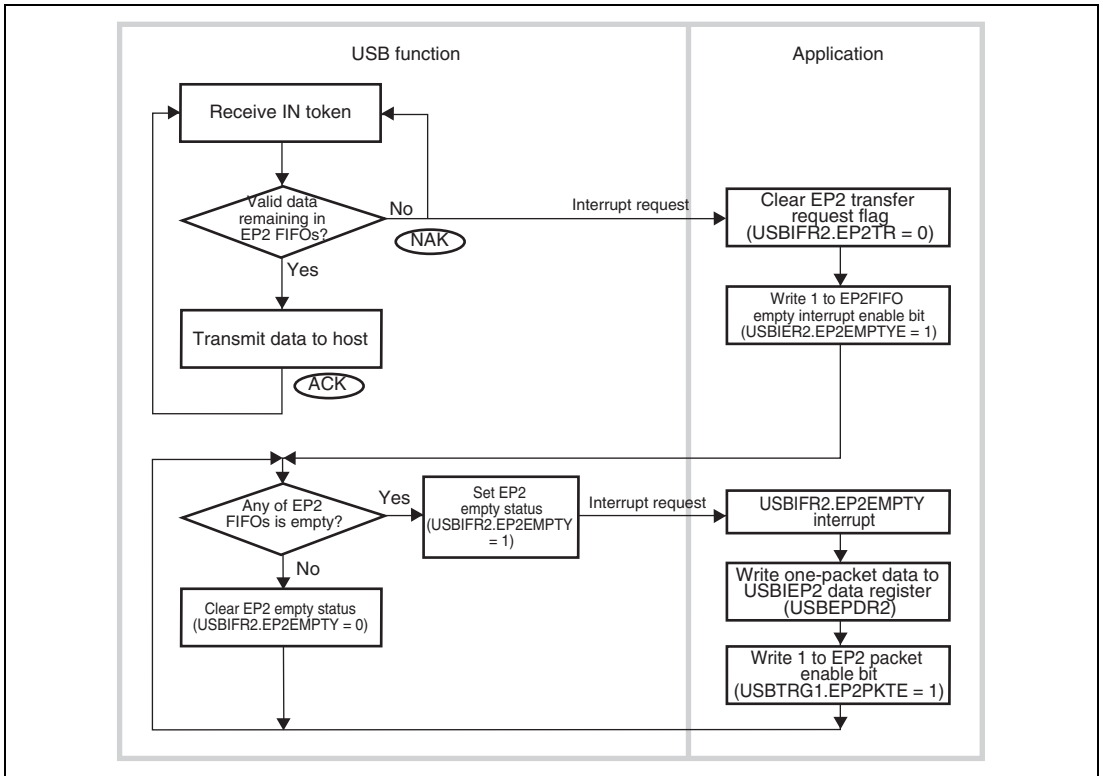 USB function
Application
Receive IN token
Valid data
remaining in
EP2 FIFOs?
No
NAK
Interrupt request
Clear EP2 transfer
request flag
(USBIFR2.EP2TR = 0)
Yes
Write 1 to EP2FIFO
empty interrupt enable bit
(USBIER2.EP2EMPTYE = 1)
Transmit data to host
ACK
Any of EP2
FIFOs is empty?
Yes
Set EP2
empty status
(USBIFR2.EP2EMPTY
= 1)
Interrupt request
USBIFR2.EP2EMPTY
interrupt
No
Clear EP2 empty status
(USBIFR2.EP2EMPTY = 0)
Write one-packet data to
USBIEP2 data register
(USBEPDR2)
Write 1 to EP2 packet
enable bit
(USBTRG1.EP2PKTE = 1)